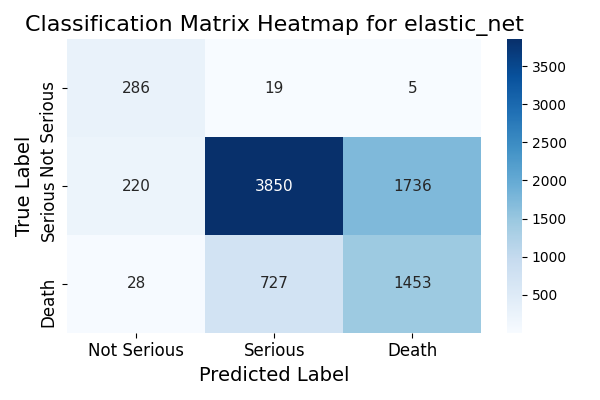 Classification Matrix Heatmap for elastic_net
True Label
Not Serious
286 19 5
Serious
220 3850 1736
Death
28 727 1453
Not Serious Serious Death
Predicted Label
3500
3000
2500
2000
1500
1000
500